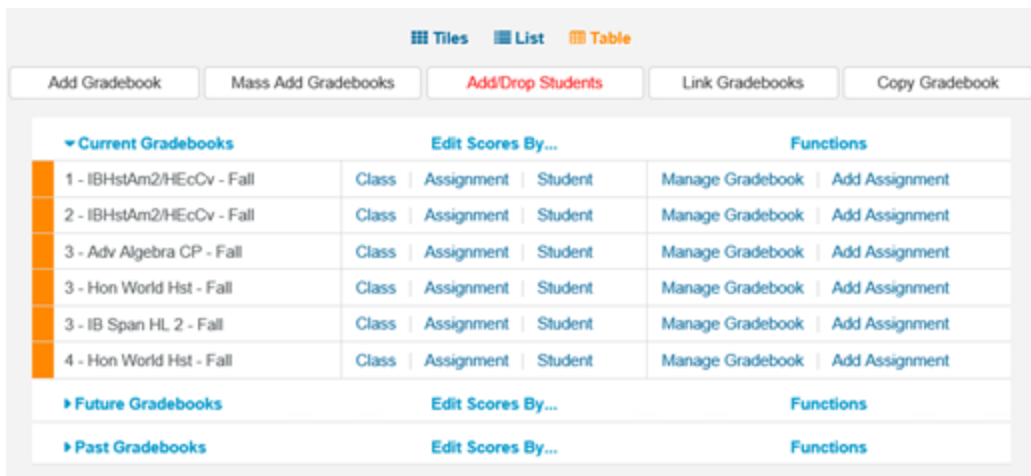 Tiles List Table
Add Gradebook Mass Add Gradebooks Add/Drop Students Link Gradebooks Copy Gradebook
Current Gradebooks Edit Scores By... Functions
1 - IBHstAm2/HEcCv - Fall Class | Assignment | Student Manage Gradebook | Add Assignment
2 - IBHstAm2/HEcCv - Fall Class | Assignment | Student Manage Gradebook | Add Assignment
3 - Adv Algebra CP - Fall Class | Assignment | Student Manage Gradebook | Add Assignment
3 - Hon World Hst - Fall Class | Assignment | Student Manage Gradebook | Add Assignment
3 - IB Span HL 2 - Fall Class | Assignment | Student Manage Gradebook | Add Assignment
4 - Hon World Hst - Fall Class | Assignment | Student Manage Gradebook | Add Assignment
Future Gradebooks Edit Scores By... Functions
Past Gradebooks Edit Scores By... Functions